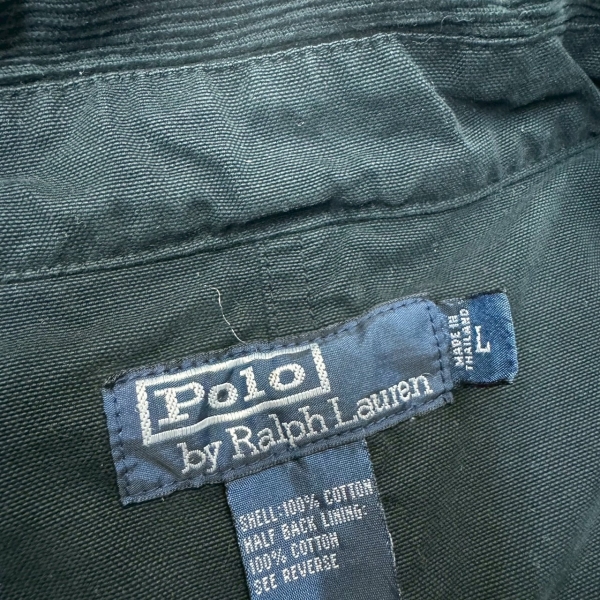 Polo
by Ralph Lauren
MADE IN
THAILAND
L
SHELL:100% COTTON
HALF BACK LINING:
100% COTTON
SEE REVERSE